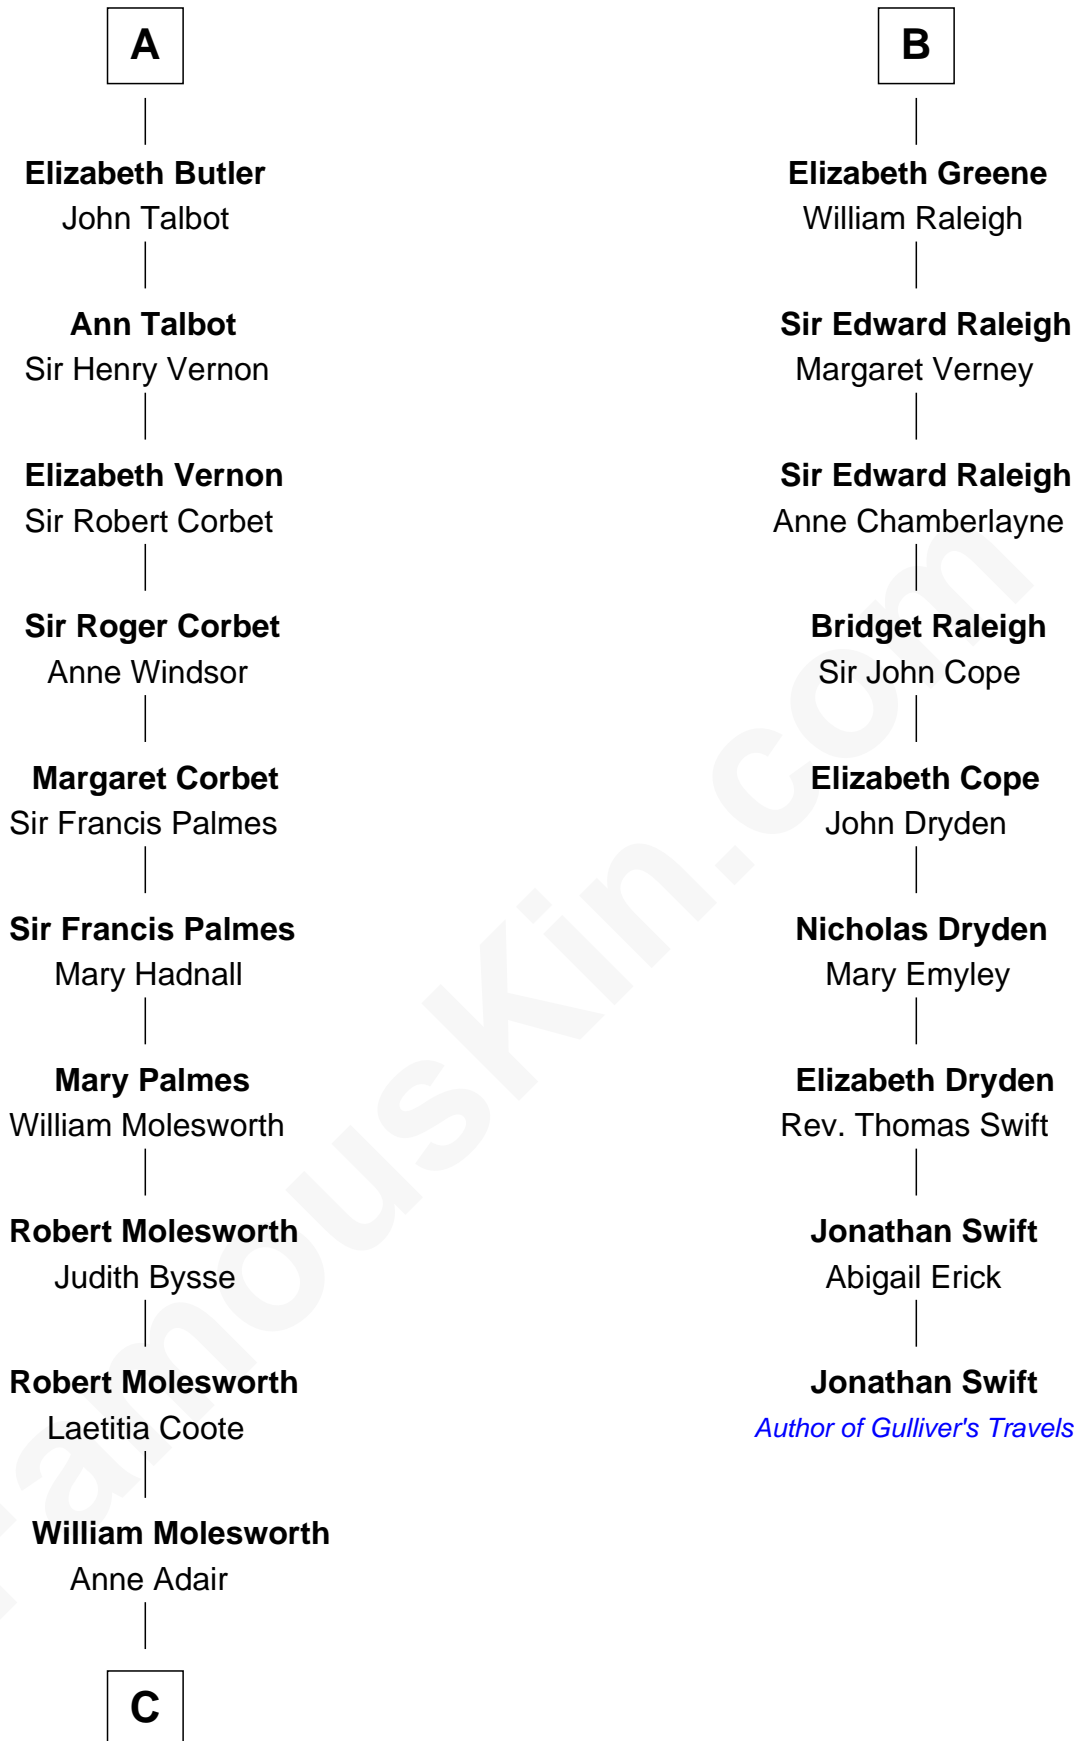 A
Elizabeth Butler
John Talbot
Ann Talbot
Sir Henry Vernon
Elizabeth Vernon
Sir Robert Corbet
Sir Roger Corbet
Anne Windsor
Margaret Corbet
Sir Francis Palmes
Sir Francis Palmes
Mary Hadnall
Mary Palmes
William Molesworth
Robert Molesworth
Judith Bysse
Robert Molesworth
Laetitia Coote
William Molesworth
Anne Adair
C
B
Elizabeth Greene
William Raleigh
Sir Edward Raleigh
Margaret Verney
Sir Edward Raleigh
Anne Chamberlayne
Bridget Raleigh
Sir John Cope
Elizabeth Cope
John Dryden
Nicholas Dryden
Mary Emyley
Elizabeth Dryden
Rev. Thomas Swift
Jonathan Swift
Abigail Erick
Jonathan Swift
Author of Gulliver's Travels
FamousKin.com